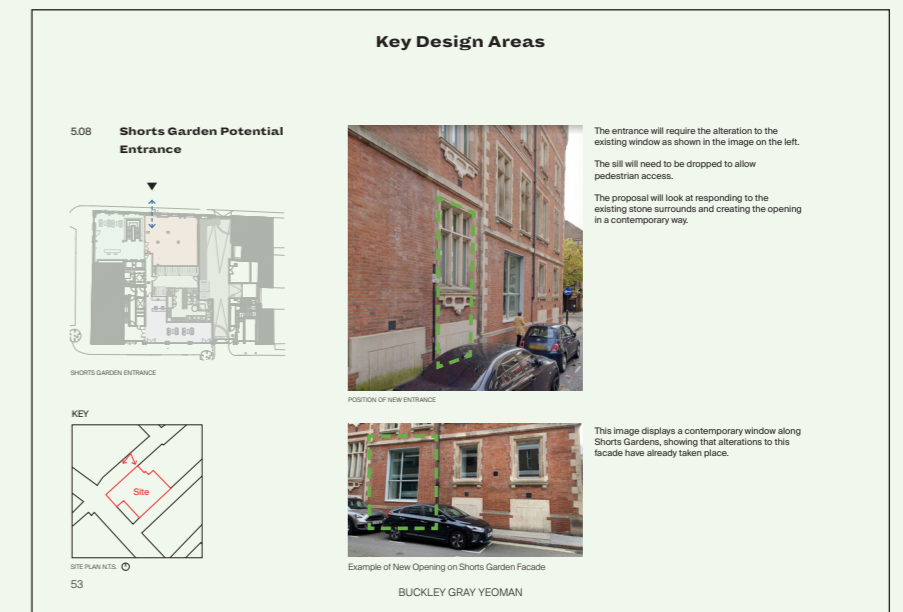 Key Design Areas
5.08
Shorts Garden Potential
Entrance
SHORTS GARDEN ENTRANCE
KEY
Site
SITE PLAN N.T.S.
53
POSITION OF NEW ENTRANCE
The entrance will require the alteration to the
existing window as shown in the image on the left.
The sill will need to be dropped to allow
pedestrian access.
The proposal will look at responding to the
existing stone surrounds and creating the opening
in a contemporary way.
This image displays a contemporary window along
Shorts Gardens, showing that alterations to this
facade have already taken place.
Example of New Opening on Shorts Garden Facade
BUCKLEY GRAY YEOMAN